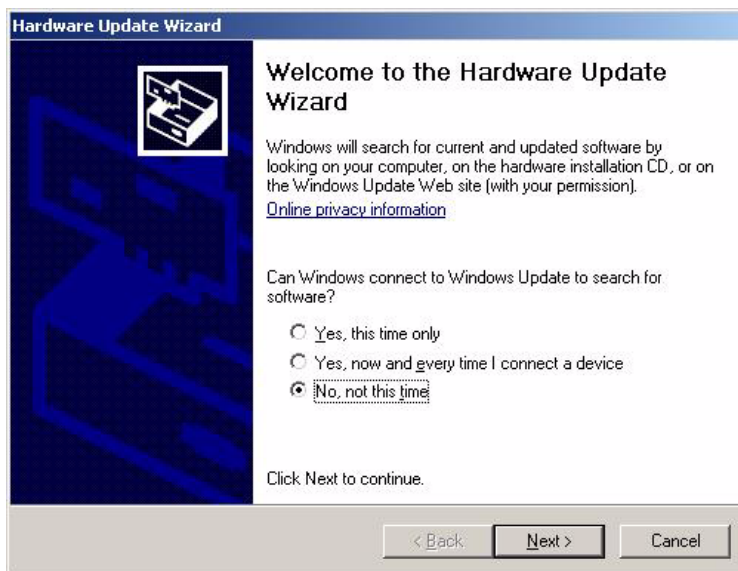 Hardware Update Wizard
Welcome to the Hardware Update
Wizard
Windows will search for current and updated software by
looking on your computer, on the hardware installation CD, or on
the Windows Update Web site (with your permission).
Online privacy information
Can Windows connect to Windows Update to search for
software?
Yes, this time only
Yes, now and every time I connect a device
No, not this time
Click Next to continue.
< Back Next > Cancel